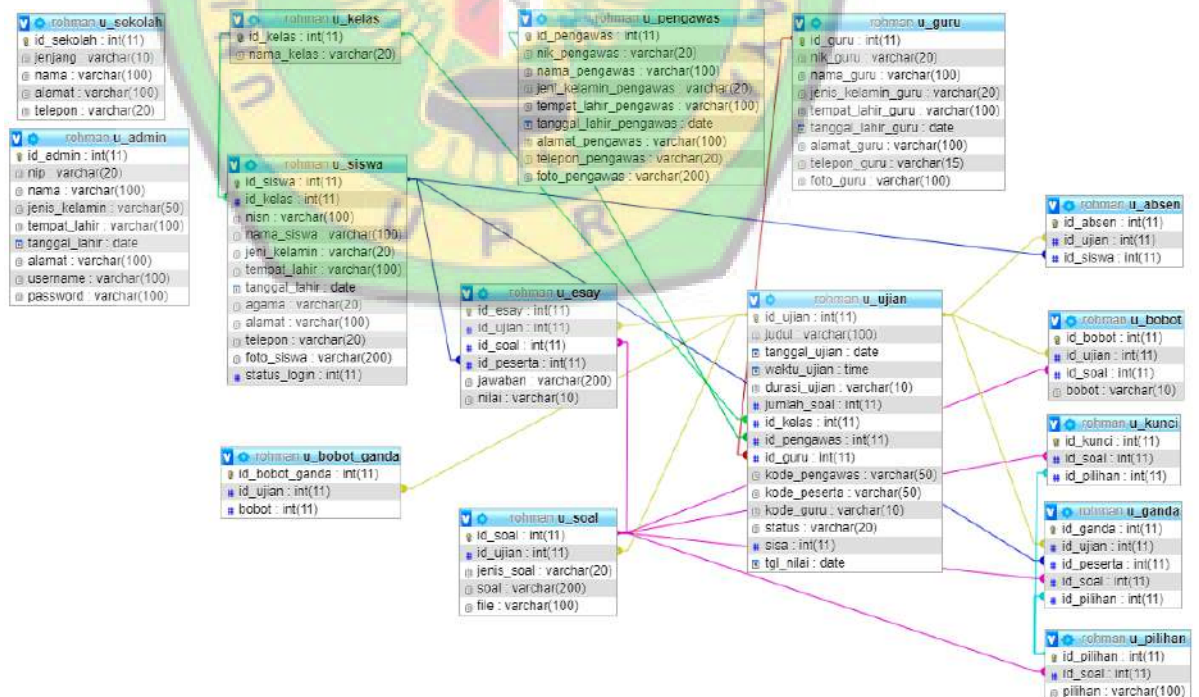 rohman u_sekolah
id_sekolah : int(11)
jenjang : varchar(10)
nama : varchar(100)
alamat : varchar(100)
telepon : varchar(20)
rohman u_admin
id_admin : int(11)
nip : varchar(20)
nama : varchar(100)
jenis_kelamin : varchar(50)
tempat_lahir : varchar(100)
tanggal_lahir : date
alamat : varchar(100)
username : varchar(100)
password : varchar(100)
rohman u_kelas
id_kelas : int(11)
nama_kelas : varchar(20)
rohman u_siswa
id_siswa : int(11)
id_kelas : int(11)
nisn : varchar(100)
nama_siswa : varchar(100)
jeni_kelamin : varchar(20)
tempat_lahir : varchar(100)
tanggal_lahir : date
agama : varchar(20)
alamat : varchar(100)
telepon : varchar(20)
foto_siswa : varchar(200)
status_login : int(11)
rohman u_pengawas
id_pengawas : int(11)
nik_pengawas : varchar(20)
nama_pengawas : varchar(100)
jeni_kelamin_pengawas : varchar(20)
tempat_lahir_pengawas : varchar(100)
tanggal_lahir_pengawas : date
alamat_pengawas : varchar(100)
telepon_pengawas : varchar(20)
foto_pengawas : varchar(200)
rohman u_guru
id_guru : int(11)
nik_guru : varchar(20)
nama_guru : varchar(100)
jenis_kelamin_guru : varchar(20)
tempat_lahir_guru : varchar(100)
tanggal_lahir_guru : date
alamat_guru : varchar(100)
telepon_guru : varchar(15)
foto_guru : varchar(100)
U P R
rohman u_esay
id_esay : int(11)
id_ujian : int(11)
id_soal : int(11)
id_peserta : int(11)
jawaban : varchar(200)
nilai : varchar(10)
rohman u_bobot_ganda
id_bobot_ganda : int(11)
id_ujian : int(11)
bobot : int(11)
rohman u_soal
id_soal : int(11)
id_ujian : int(11)
jenis_soal : varchar(20)
soal : varchar(200)
file : varchar(100)
rohman u_ujian
id_ujian : int(11)
judul : varchar(100)
tanggal_ujian : date
waktu_ujian : time
durasi_ujian : varchar(10)
jumlah_soal : int(11)
id_kelas : int(11)
id_pengawas : int(11)
id_guru : int(11)
kode_pengawas : varchar(50)
kode_peserta : varchar(50)
kode_guru : varchar(10)
status : varchar(20)
sisa : int(11)
tgl_nilai : date
rohman u_absen
id_absen : int(11)
id_ujian : int(11)
id_siswa : int(11)
rohman u_bobot
id_bobot : int(11)
id_ujian : int(11)
id_soal : int(11)
bobot : varchar(10)
rohman u_kunci
id_kunci : int(11)
id_soal : int(11)
id_pilihan : int(11)
rohman u_ganda
id_ganda : int(11)
id_ujian : int(11)
id_peserta : int(11)
id_soal : int(11)
id_pilihan : int(11)
rohman u_pilihan
id_pilihan : int(11)
id_soal : int(11)
pilihan : varchar(100)